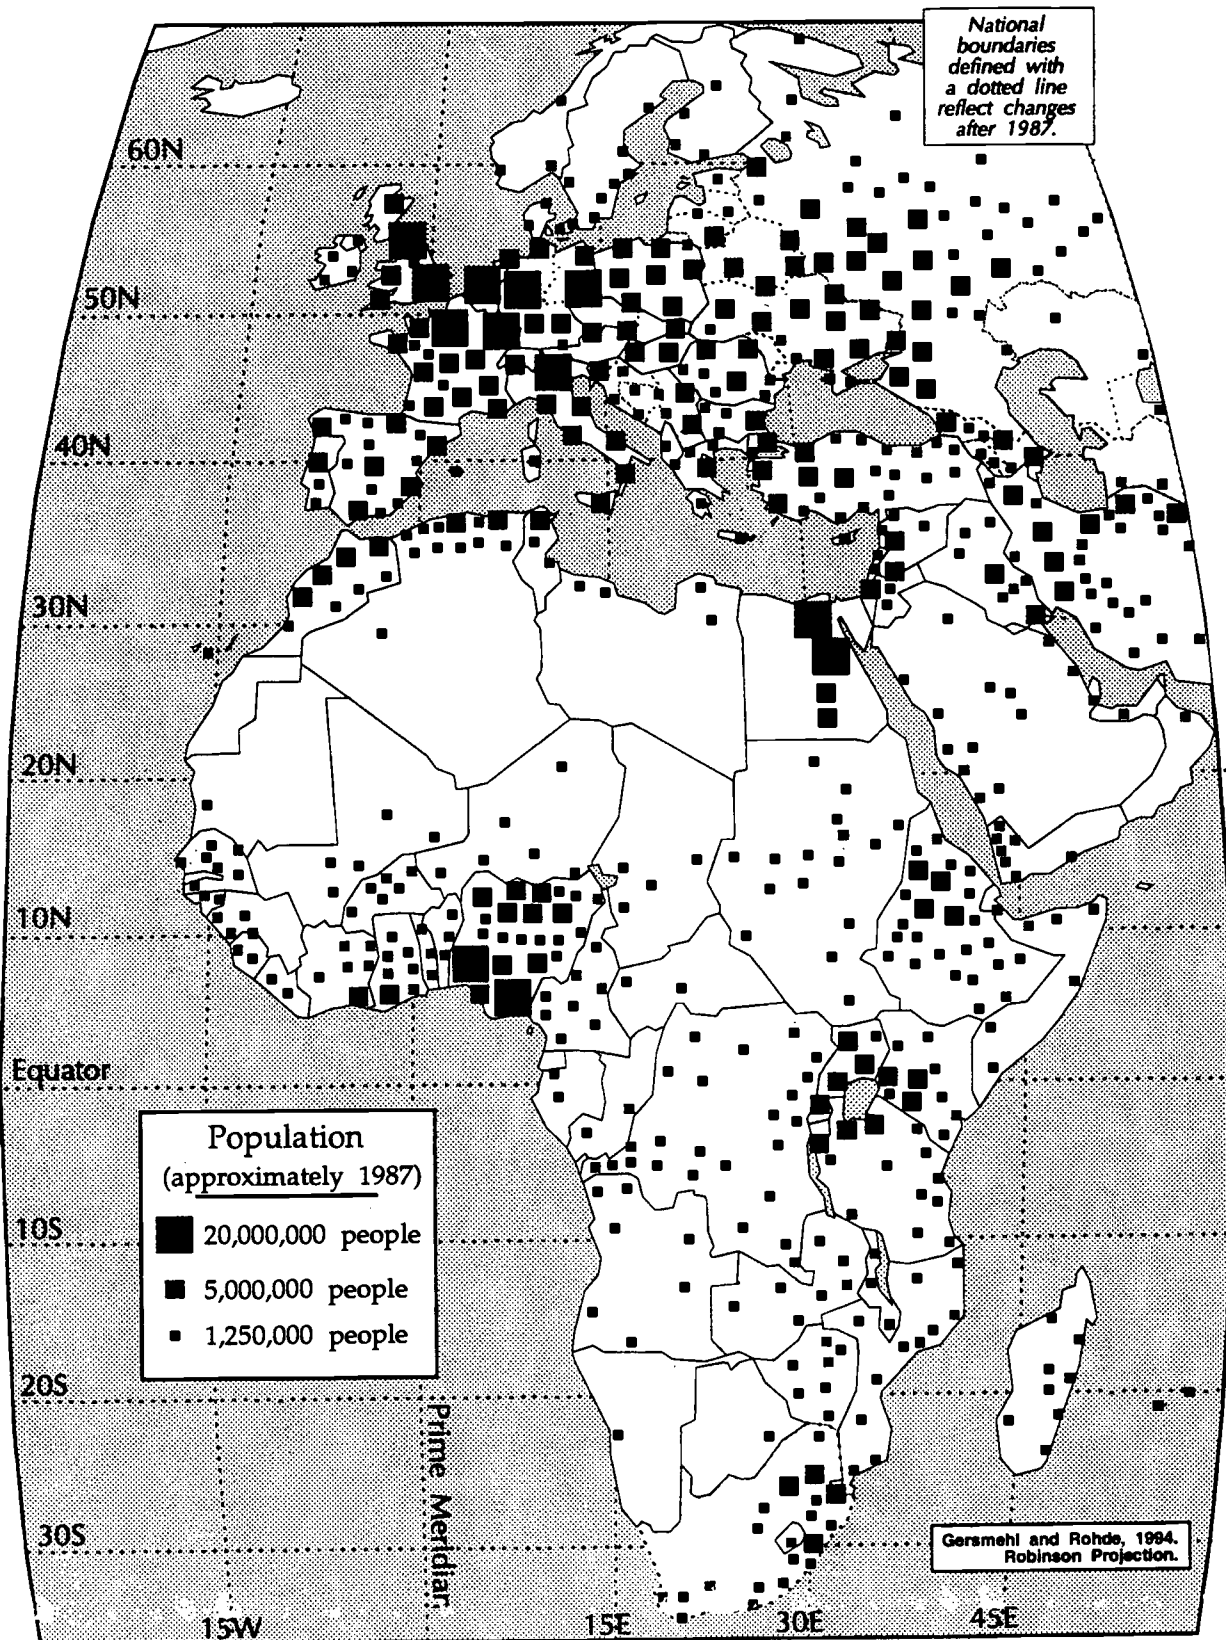 National
boundaries
defined with
a dotted line
reflect changes
after 1987.
60N
50N
40N
30N
20N
10N
Equator
Population
(approximately 1987)
20,000,000 people
5,000,000 people
1,250,000 people
10S
20S
Prime Meridian
30S
Gersmehl and Rohde, 1994.
Robinson Projection.
15W
15E
30E
45E